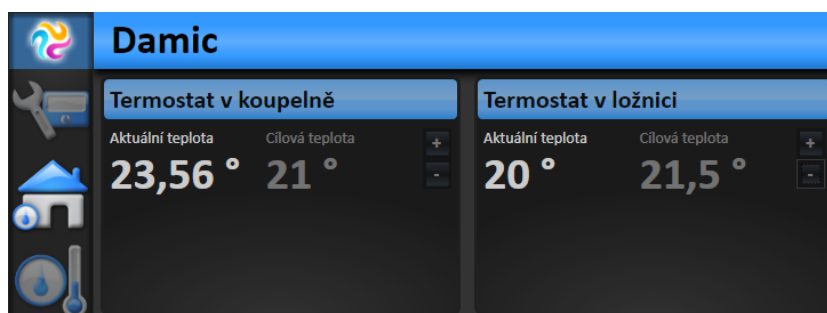 Damic
Termostat v koupelně
Aktuální teplota Cílová teplota +
23,56 ° 21 ° -
Termostat v ložnici
Aktuální teplota Cílová teplota +
20 ° 21,5 ° -